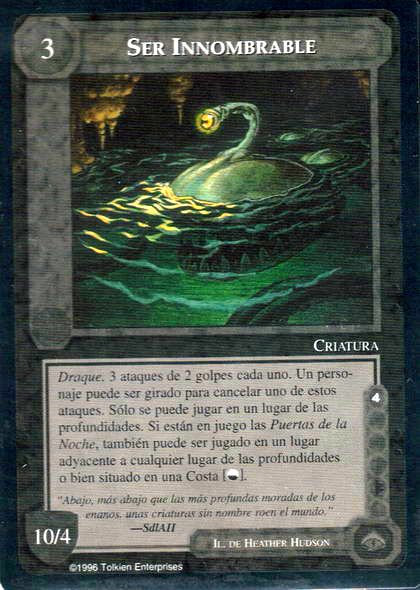 3
SER INNOMBRABLE
CRIATURA
Draque. 3 ataques de 2 golpes cada uno. Un perso-
naje puede ser girado para cancelar uno de estos
ataques. Sólo se puede jugar en un lugar de las
profundidades. Si están en juego las Puertas de la
Noche, también puede ser jugado en un lugar
adyacente a cualquier lugar de las profundidades
o bien situado en una Costa [].
4
"Abajo, más abajo que las más profundas moradas de los
enanos, unas criaturas sin nombre roen el mundo."
—SdlAII
10/4
IL. DE HEATHER HUDSON
©1996 Tolkien Enterprises